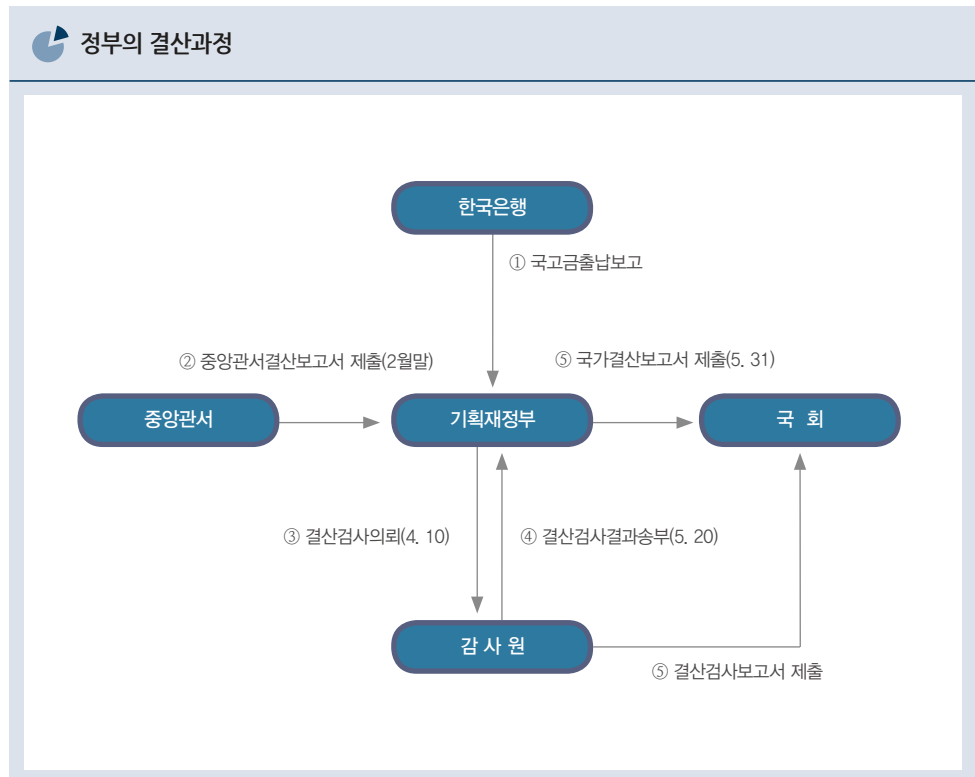 정부의 결산과정
한국은행
① 국고금출납보고
② 중앙관서결산보고서 제출(2월말)
⑤ 국가결산보고서 제출(5. 31)
중앙관서
기획재정부
국 회
③ 결산검사의뢰(4. 10)
④ 결산검사결과송부(5. 20)
감 사 원
⑤ 결산검사보고서 제출